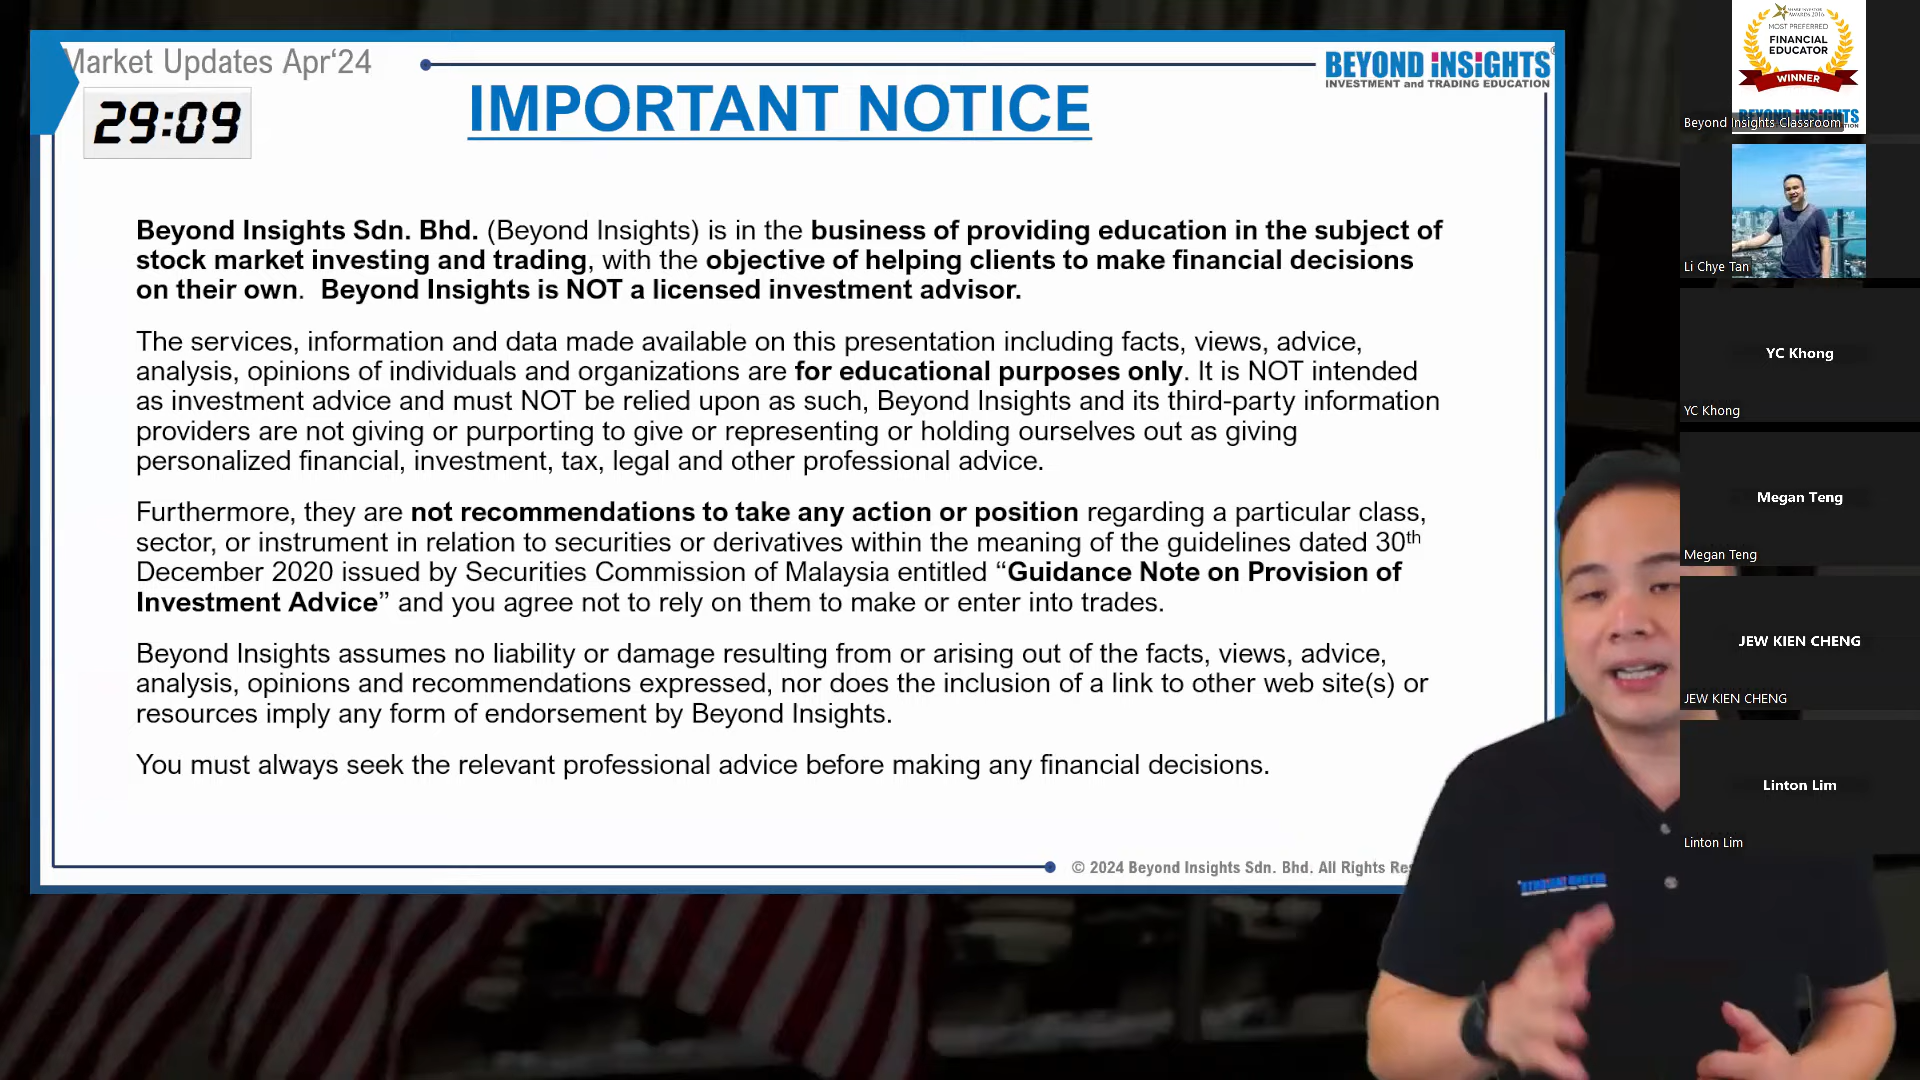 Market Updates Apr‘24
29:09
BEYOND INSIGHTS
INVESTMENT and TRADING EDUCATION
IMPORTANT NOTICE
Beyond Insights Sdn. Bhd. (Beyond Insights) is in the business of providing education in the subject of
stock market investing and trading, with the objective of helping clients to make financial decisions
on their own.  Beyond Insights is NOT a licensed investment advisor.
The services, information and data made available on this presentation including facts, views, advice,
analysis, opinions of individuals and organizations are for educational purposes only. It is NOT intended
as investment advice and must NOT be relied upon as such, Beyond Insights and its third-party information
providers are not giving or purporting to give or representing or holding ourselves out as giving
personalized financial, investment, tax, legal and other professional advice.
Furthermore, they are not recommendations to take any action or position regarding a particular class,
sector, or instrument in relation to securities or derivatives within the meaning of the guidelines dated 30th
December 2020 issued by Securities Commission of Malaysia entitled “Guidance Note on Provision of
Investment Advice” and you agree not to rely on them to make or enter into trades.
Beyond Insights assumes no liability or damage resulting from or arising out of the facts, views, advice,
analysis, opinions and recommendations expressed, nor does the inclusion of a link to other web site(s) or
resources imply any form of endorsement by Beyond Insights.
You must always seek the relevant professional advice before making any financial decisions.
© 2024 Beyond Insights Sdn. Bhd. All Rights Res
MOST PREFERRED
FINANCIAL
EDUCATOR
WINNER
Beyond Insights Classroom
Li Chye Tan
YC Khong
YC Khong
Megan Teng
Megan Teng
JEW KIEN CHENG
JEW KIEN CHENG
Linton Lim
Linton Lim